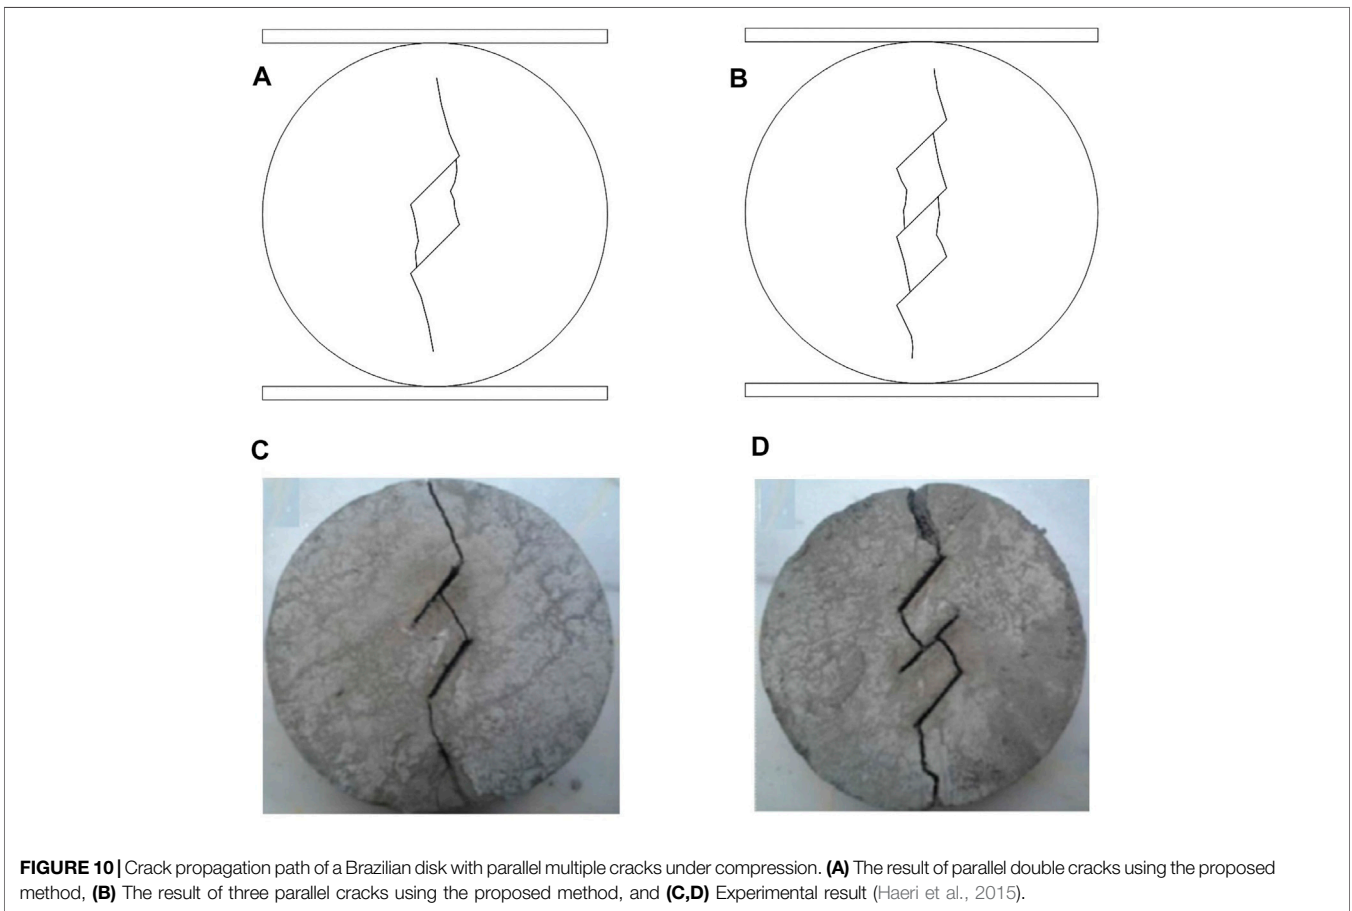 A
B
C
D
FIGURE 10 | Crack propagation path of a Brazilian disk with parallel multiple cracks under compression. (A) The result of parallel double cracks using the proposed
method, (B) The result of three parallel cracks using the proposed method, and (C,D) Experimental result (Haeri et al., 2015).